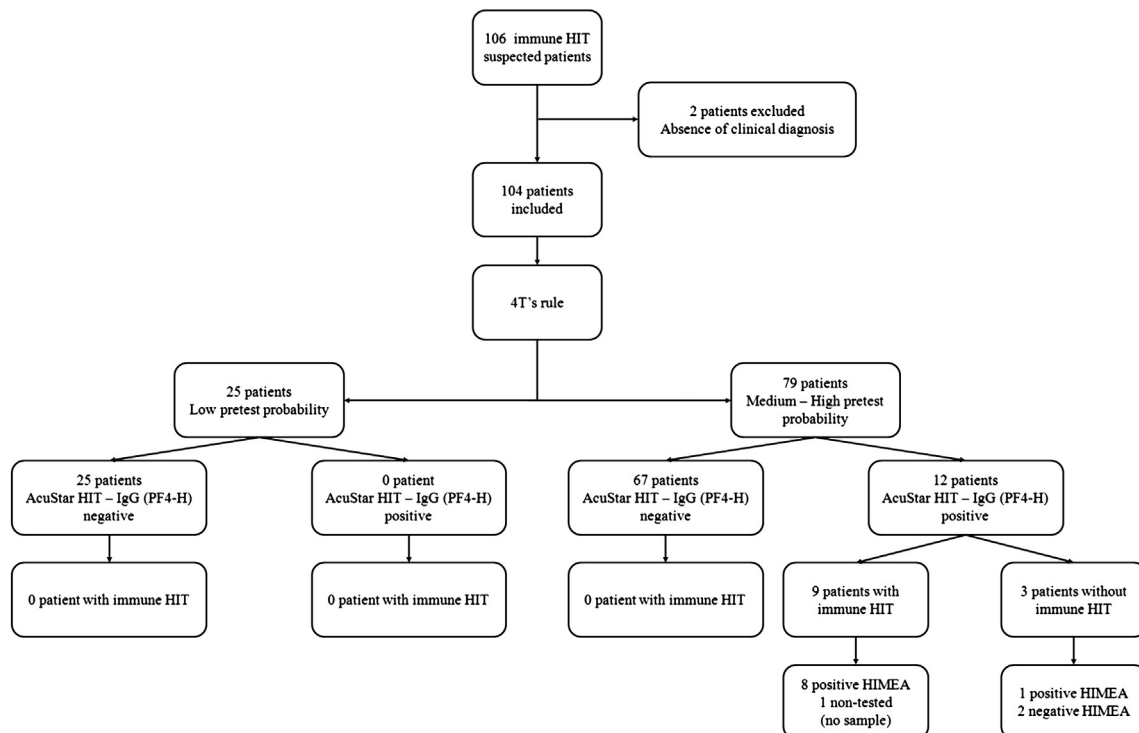 106 immune HIT
suspected patients
2 patients excluded
Absence of clinical diagnosis
104 patients
included
4T’s rule
25 patients
Low pretest probability
79 patients
Medium – High pretest
probability
25 patients
AcuStar HIT – IgG (PF4-H)
negative
0 patient
AcuStar HIT – IgG (PF4-H)
positive
67 patients
AcuStar HIT – IgG (PF4-H)
negative
12 patients
AcuStar HIT – IgG (PF4-H)
positive
0 patient with immune HIT
0 patient with immune HIT
0 patient with immune HIT
9 patients with
immune HIT
3 patients without
immune HIT
8 positive HIMEA
1 non-tested
(no sample)
1 positive HIMEA
2 negative HIMEA